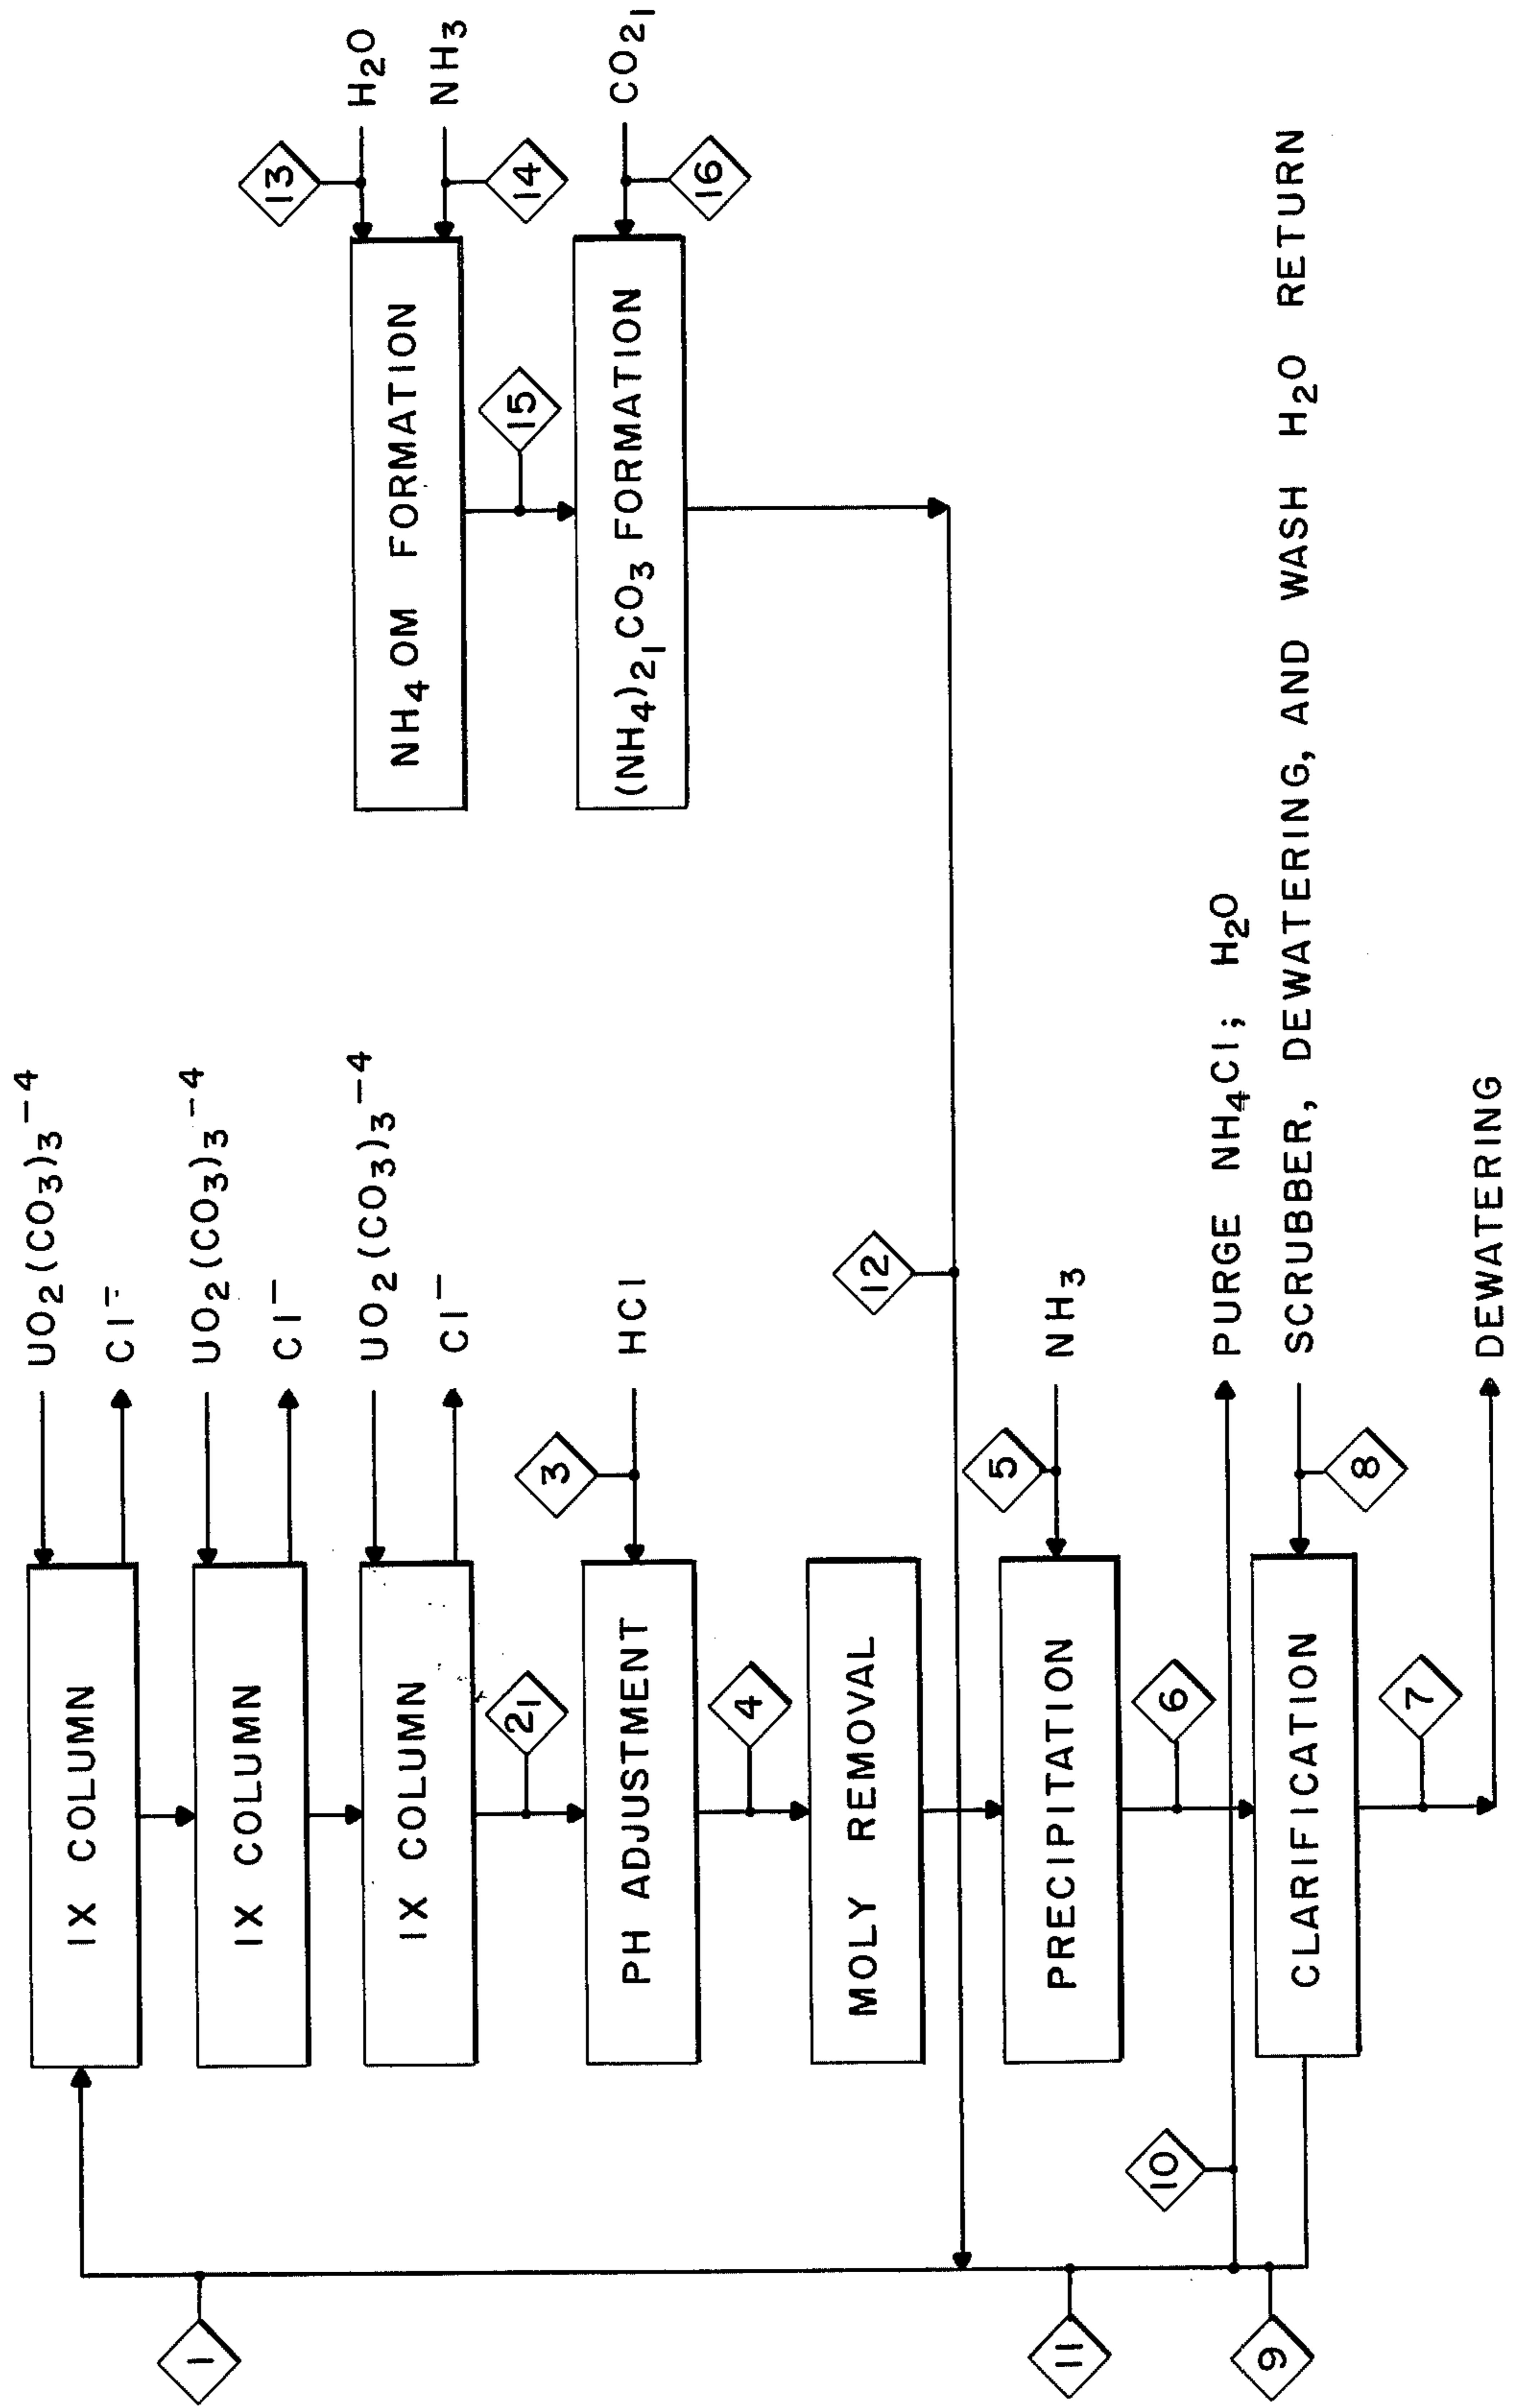 UO2(CO3)3-4
Cl=
IX COLUMN
UO2(CO3)3-4
Cl-
IX COLUMN
UO2(CO3)3-4
Cl-
IX COLUMN
21
3
HCl
PH ADJUSTMENT
4
MOLY REMOVAL
12
5
NH3
PRECIPITATION
6
10
PURGE NH4Cl; H2O
8
SCRUBBER, DEWATERING, AND WASH H2O RETURN
CLARIFICATION
7
DEWATERING
1
11
9
13
H2O
NH3
14
NH4OM FORMATION
15
CO21
16
(NH4)21CO3 FORMATION